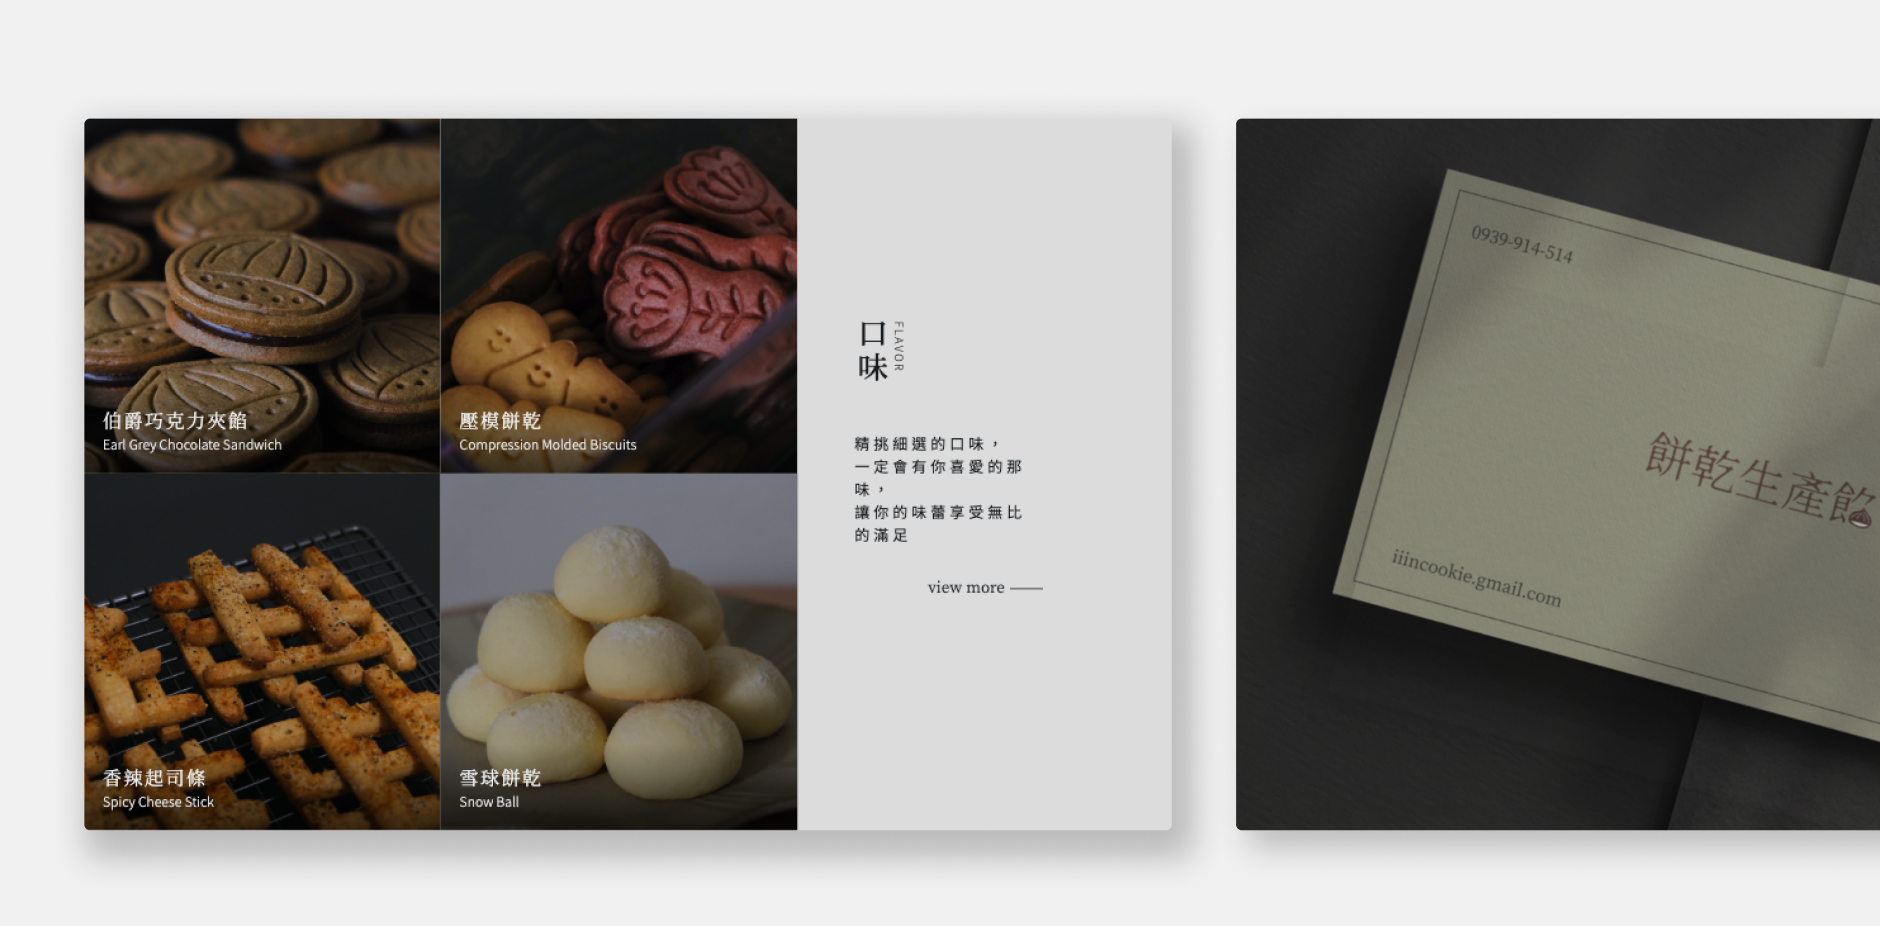 伯爵巧克力夾餡
Earl Grey Chocolate Sandwich
壓模餅乾
Compression Molded Biscuits
香辣起司條
Spicy Cheese Stick
雪球餅乾
Snow Ball
口味
FLAVOR
精挑細選的口味，
一定會有你喜愛的那
味，
讓你的味蕾享受無比
的滿足
view more
0939-914-514
餅乾生產飲
iiincookie.gmail.com